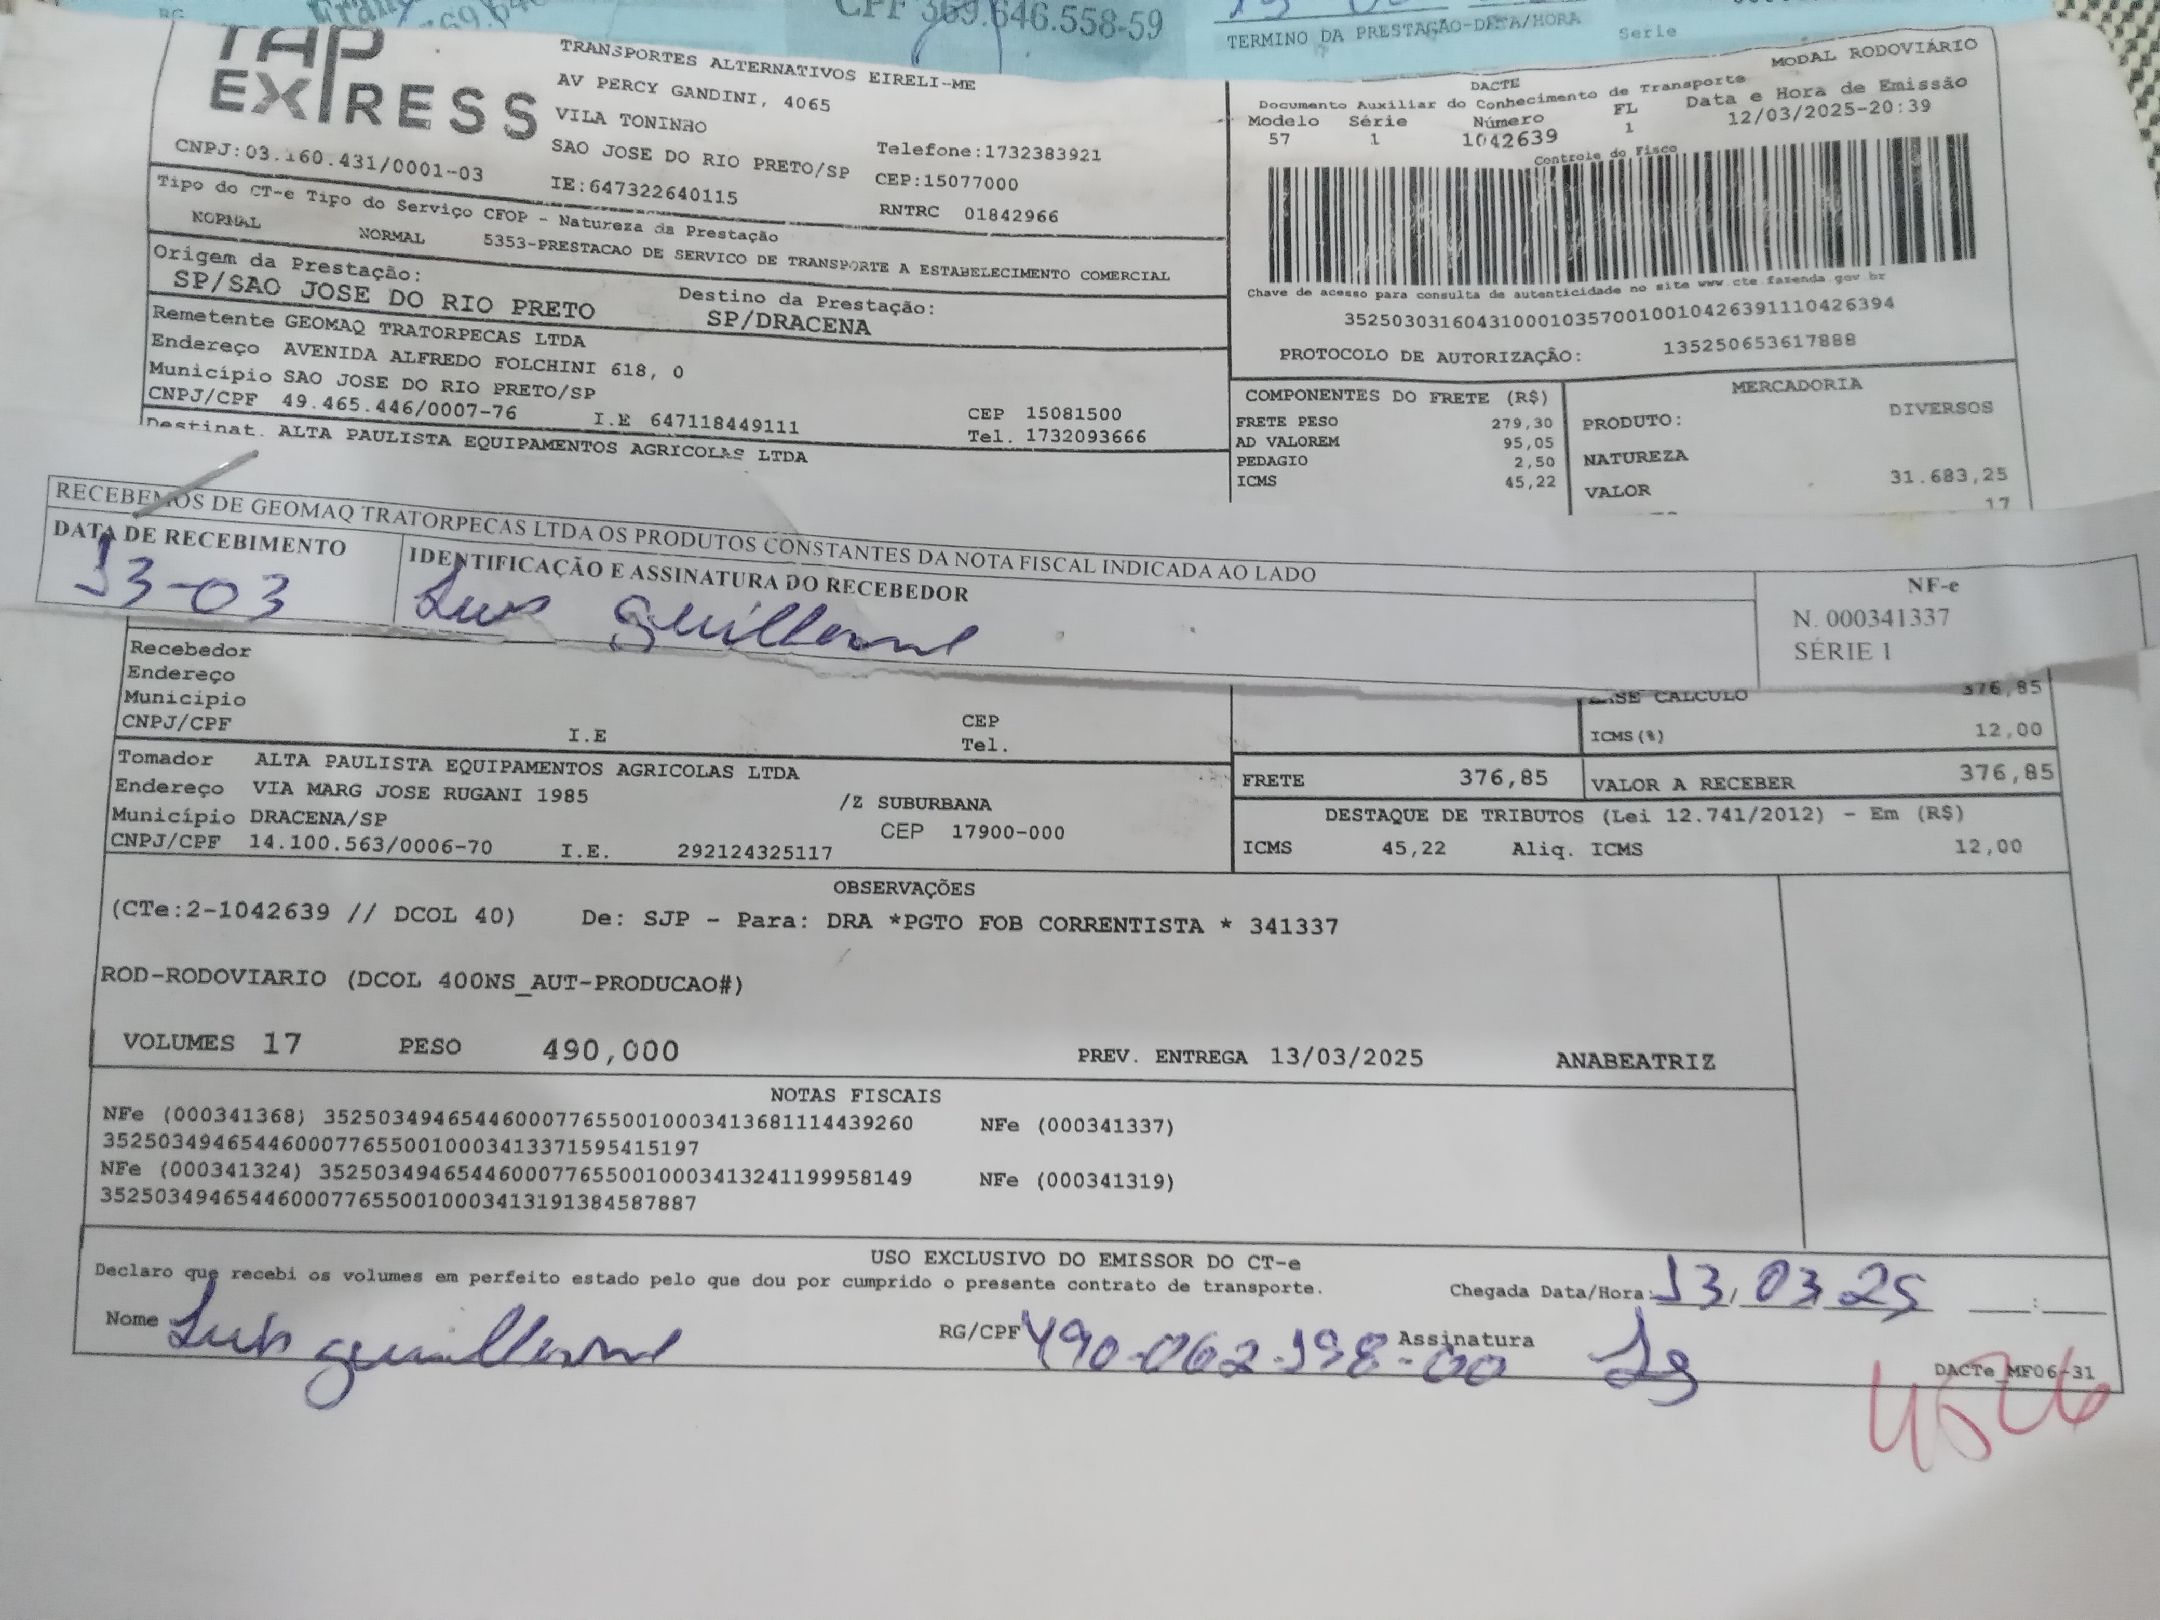 RG
CPF 369.646.558-59
TERMINO DA PRESTAÇÃO-DATA/HORA
Serie
TAP EXPRESS
TRANSPORTES ALTERNATIVOS EIRELI-ME
AV PERCY GANDINI, 4065
VILA TONINHO
SAO JOSE DO RIO PRETO/SP
IE:647322640115
Telefone:1732383921
CEP:15077000
RNTRC 01842966
CNPJ:03.160.431/0001-03
DACTE
MODAL RODOVIÁRIO
Documento Auxiliar do Conhecimento de Transporte
Modelo Série Número FL Data e Hora de Emissão
57 1 1042639 1 12/03/2025-20:39
Controle do Fisco
Chave de acesso para consulta de autenticidade no site www.cte.fazenda.gov.br
35250303160431000103570010010426391110426394
PROTOCOLO DE AUTORIZAÇÂO: 135250653617888
Tipo do CT-e Tipo do Serviço CFOP - Natureza da Prestação
NORMAL NORMAL 5353-PRESTACAO DE SERVICO DE TRANSPORTE A ESTABELECIMENTO COMERCIAL
Origem da Prestação: Destino da Prestação:
SP/SAO JOSE DO RIO PRETO SP/DRACENA
Remetente GEOMAQ TRATORPECAS LTDA
Endereço AVENIDA ALFREDO FOLCHINI 618, 0
Município SAO JOSE DO RIO PRETO/SP CEP 15081500
CNPJ/CPF 49.465.446/0007-76 I.E 647118449111 Tel. 1732093666
Destinat. ALTA PAULISTA EQUIPAMENTOS AGRICOLAS LTDA
COMPONENTES DO FRETE (R$)
FRETE PESO 279,30
AD VALOREM 95,05
PEDAGIO 2,50
ICMS 45,22
MERCADORIA
PRODUTO: DIVERSOS
NATUREZA
VALOR 31.683,25
17
RECEBEMOS DE GEOMAQ TRATORPECAS LTDA OS PRODUTOS CONSTANTES DA NOTA FISCAL INDICADA AO LADO
DATA DE RECEBIMENTO IDENTIFICAÇÃO E ASSINATURA DO RECEBEDOR
13-03 Luis guilherme
NF-e
N. 000341337
SÉRIE 1
Recebedor
Endereço
Municipio CEP
CNPJ/CPF I.E Tel.
BASE CALCULO 376,85
ICMS(%) 12,00
Tomador ALTA PAULISTA EQUIPAMENTOS AGRICOLAS LTDA
Endereço VIA MARG JOSE RUGANI 1985 /Z SUBURBANA
Município DRACENA/SP CEP 17900-000
CNPJ/CPF 14.100.563/0006-70 I.E. 292124325117
FRETE 376,85 VALOR A RECEBER 376,85
DESTAQUE DE TRIBUTOS (Lei 12.741/2012) - Em (R$)
ICMS 45,22 Aliq. ICMS 12,00
OBSERVAÇÕES
(CTe:2-1042639 // DCOL 40) De: SJP - Para: DRA *PGTO FOB CORRENTISTA * 341337
ROD-RODOVIARIO (DCOL 400NS_AUT-PRODUCAO#)
VOLUMES 17 PESO 490,000 PREV. ENTREGA 13/03/2025 ANABEATRIZ
NOTAS FISCAIS
NFe (000341368) 35250349465446000776550010003413681114439260 NFe (000341337)
35250349465446000776550010003413371595415197
NFe (000341324) 35250349465446000776550010003413241199958149 NFe (000341319)
35250349465446000776550010003413191384587887
USO EXCLUSIVO DO EMISSOR DO CT-e
Declaro que recebi os volumes em perfeito estado pelo que dou por cumprido o presente contrato de transporte. Chegada Data/Hora: 13/03 25 __:__
Nome Luis guilherme RG/CPF 490-062-198-00 Assinatura Lg
DACTe_MF06-31